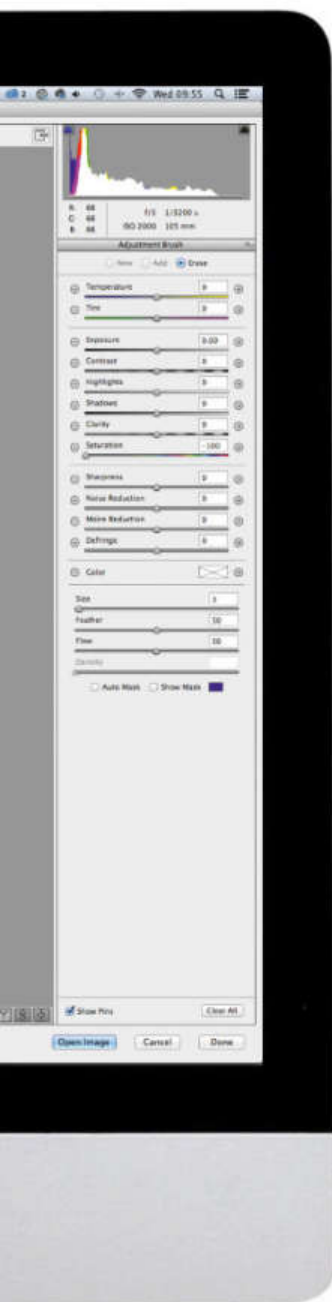 2 Wed 09:55
R: 68
G: 68
B: 68
f/5 1/3200 s
ISO 2000 105 mm
Adjustment Brush
New Add Erase
Temperature 0
Tint 0
Exposure 0.00
Contrast 0
Highlights 0
Shadows 0
Clarity 0
Saturation -100
Sharpness 0
Noise Reduction 0
Moire Reduction 0
Defringe 0
Color
Size
Feather 50
Flow 50
Density
Auto Mask Show Mask
Show Pins Clear All
Open Image Cancel Done